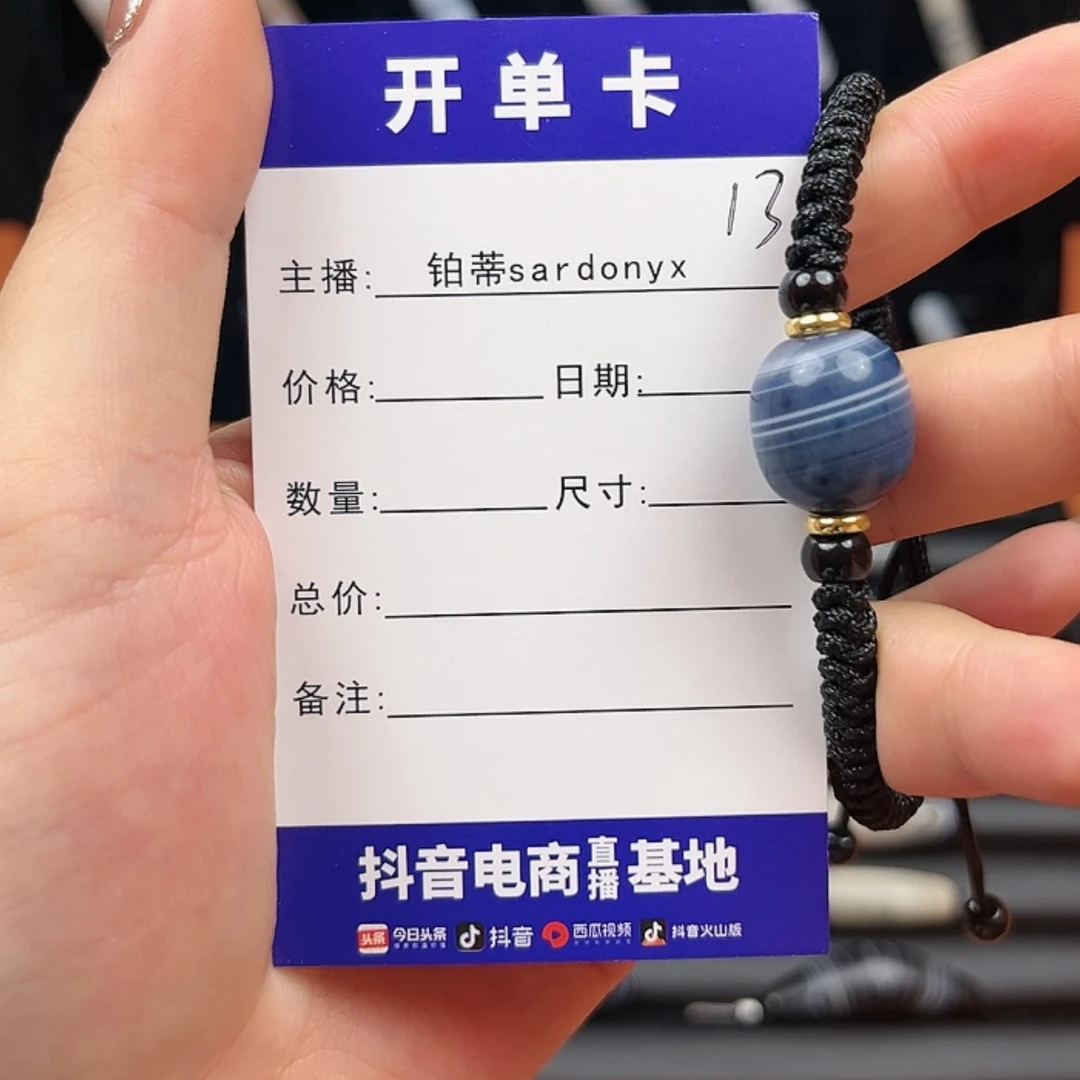 开单卡
13
主播: 铂蒂sardonyx
价格: 日期:
数量: 尺寸:
总价:
备注:
抖音电商直播基地
头条 今日头条 抖音 西瓜视频 抖音火山版